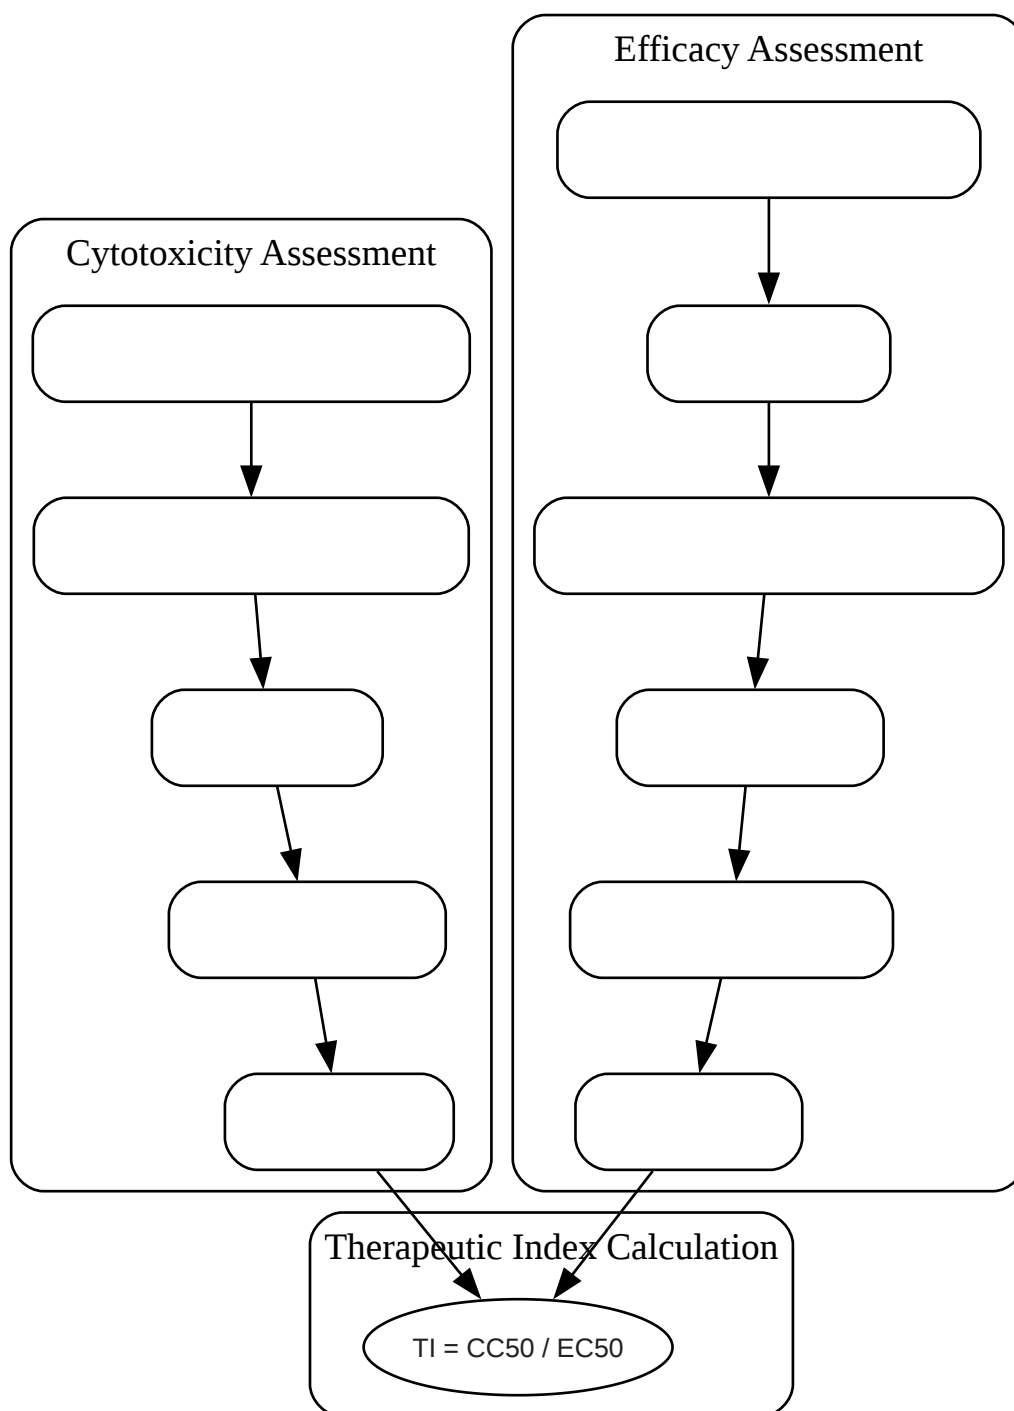 Efficacy Assessment
Cytotoxicity Assessment
Therapeutic Index Calculation
TI = CC50 / EC50